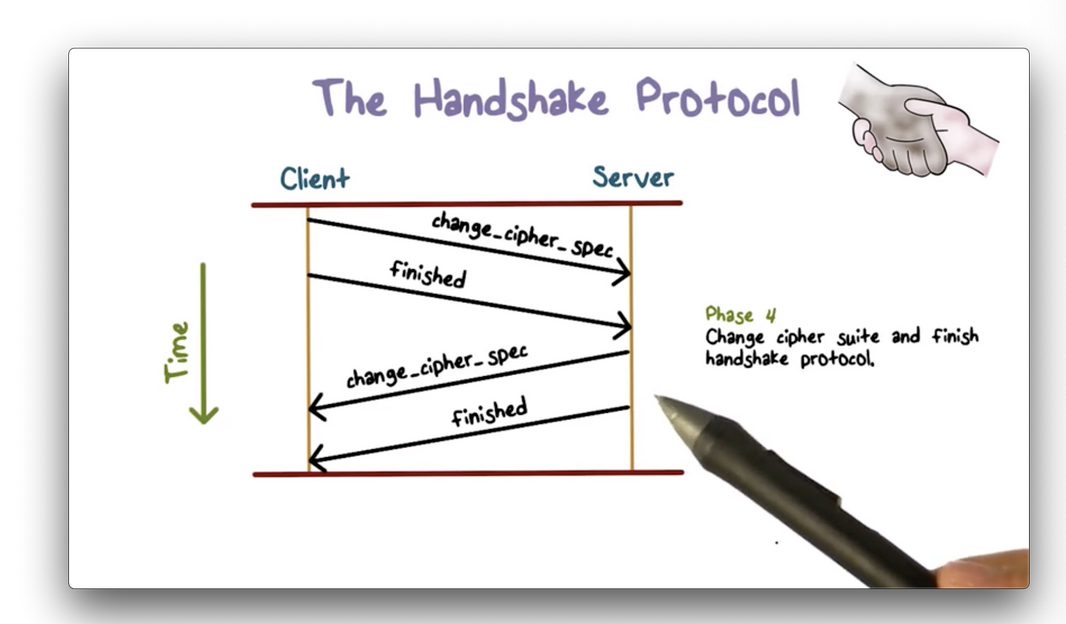 The Handshake Protocol
Client
Server
change_cipher_spec
finished
change_cipher_spec
finished
Time
Phase 4
Change cipher suite and finish
handshake protocol.